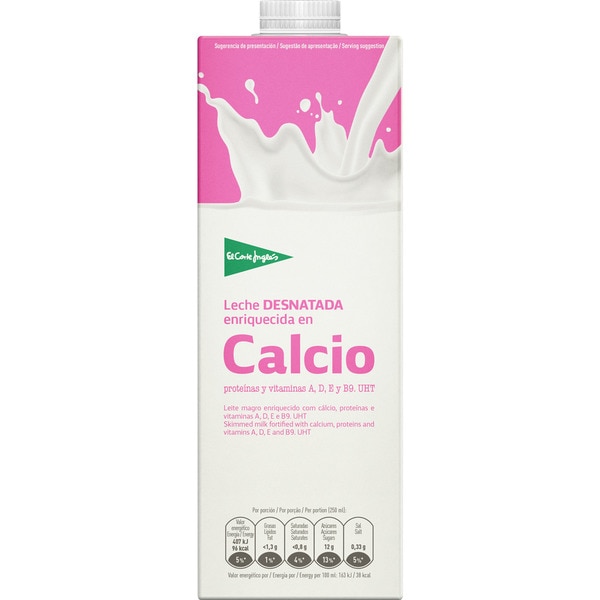 Sugerencia de presentación / Sugestão de apresentação / Serving suggestion
El Corte Inglés
Leche DESNATADA
enriquecida en
Calcio
proteínas y vitaminas A, D, E y B9. UHT
Leite magro enriquecido com cálcio, proteínas e
vitaminas A, D, E e B9. UHT
Skimmed milk fortified with calcium, proteins and
vitamins A, D, E and B9. UHT
Por porción / Por porção / Per portion (250 ml):
Valor energético Energia / Energy 407 kJ 96 kcal 5%*
Grasas Lípidos Fat <1,3 g 1%*
Saturadas Saturados Saturates <0,8 g 4%*
Azúcares Açúcares Sugars 12 g 13%*
Sal Salt 0,33 g 5%*
Valor energético por / Energia por / Energy per 100 ml: 163 kJ / 38 kcal.